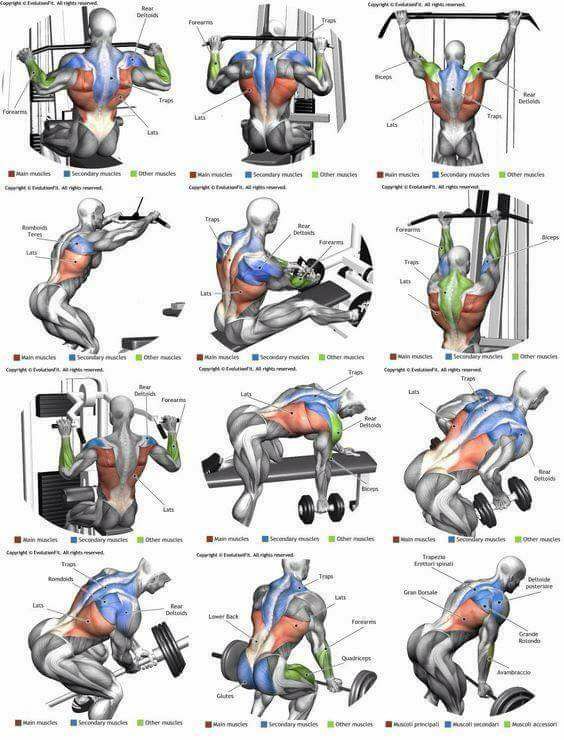 Copyright © EvolutionFit. All rights reserved.
Rear
Deltoids
Forearms
Traps
Lats
Main muscles Secondary muscles Other muscles
Copyright © EvolutionFit. All rights reserved.
Forearms
Traps
Lats
Rear
Deltoids
Main muscles Secondary muscles Other muscles
Copyright © EvolutionFit. All rights reserved.
Biceps
Rear
Deltoids
Traps
Lats
Main muscles Secondary muscles Other muscles
Copyright © EvolutionFit. All rights reserved.
Romboids
Teres
Lats
Main muscles Secondary muscles Other muscles
Copyright © EvolutionFit. All rights reserved.
Traps
Rear
Deltoids
Forearms
Lats
Main muscles Secondary muscles Other muscles
Copyright © EvolutionFit. All rights reserved.
Forearms
Biceps
Traps
Lats
Main muscles Secondary muscles Other muscles
Copyright © EvolutionFit. All rights reserved.
Rear
Deltoids
Forearms
Lats
Main muscles Secondary muscles Other muscles
Copyright © EvolutionFit. All rights reserved.
Traps
Lats
Rear
Deltoids
Biceps
Main muscles Secondary muscles Other muscles
Copyright © EvolutionFit. All rights reserved.
Traps
Lats
Rear
Deltoids
Main muscles Secondary muscles Other muscles
Copyright © EvolutionFit. All rights reserved.
Traps
Romdoids
Lats
Rear
Deltoids
Main muscles Secondary muscles Other muscles
Copyright © EvolutionFit. All rights reserved.
Traps
Lats
Lower Back
Forearms
Quadriceps
Glutes
Main muscles Secondary muscles Other muscles
Trapezio
Erettori spinali
Gran Dorsale
Deltoide
posteriore
Grande
Rotondo
Avambraccio
Muscoli principali Muscoli secondari Muscoli accessori